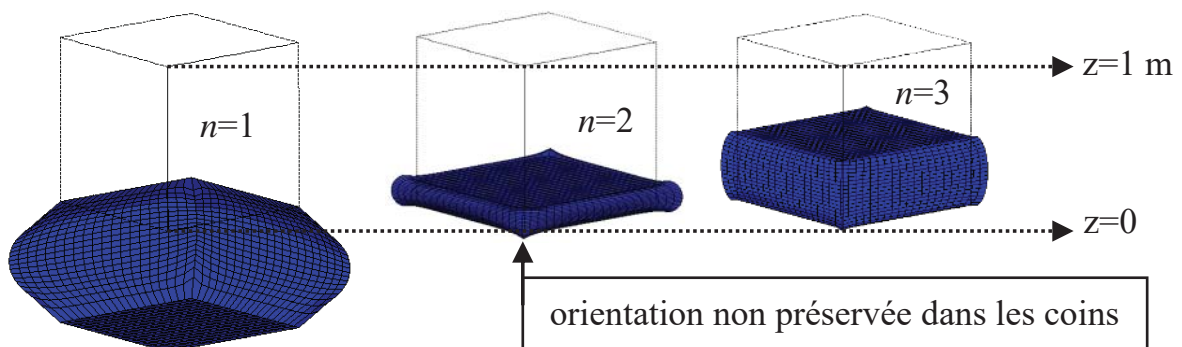 z=1 m
n=1
n=2
n=3
z=0
orientation non préservée dans les coins